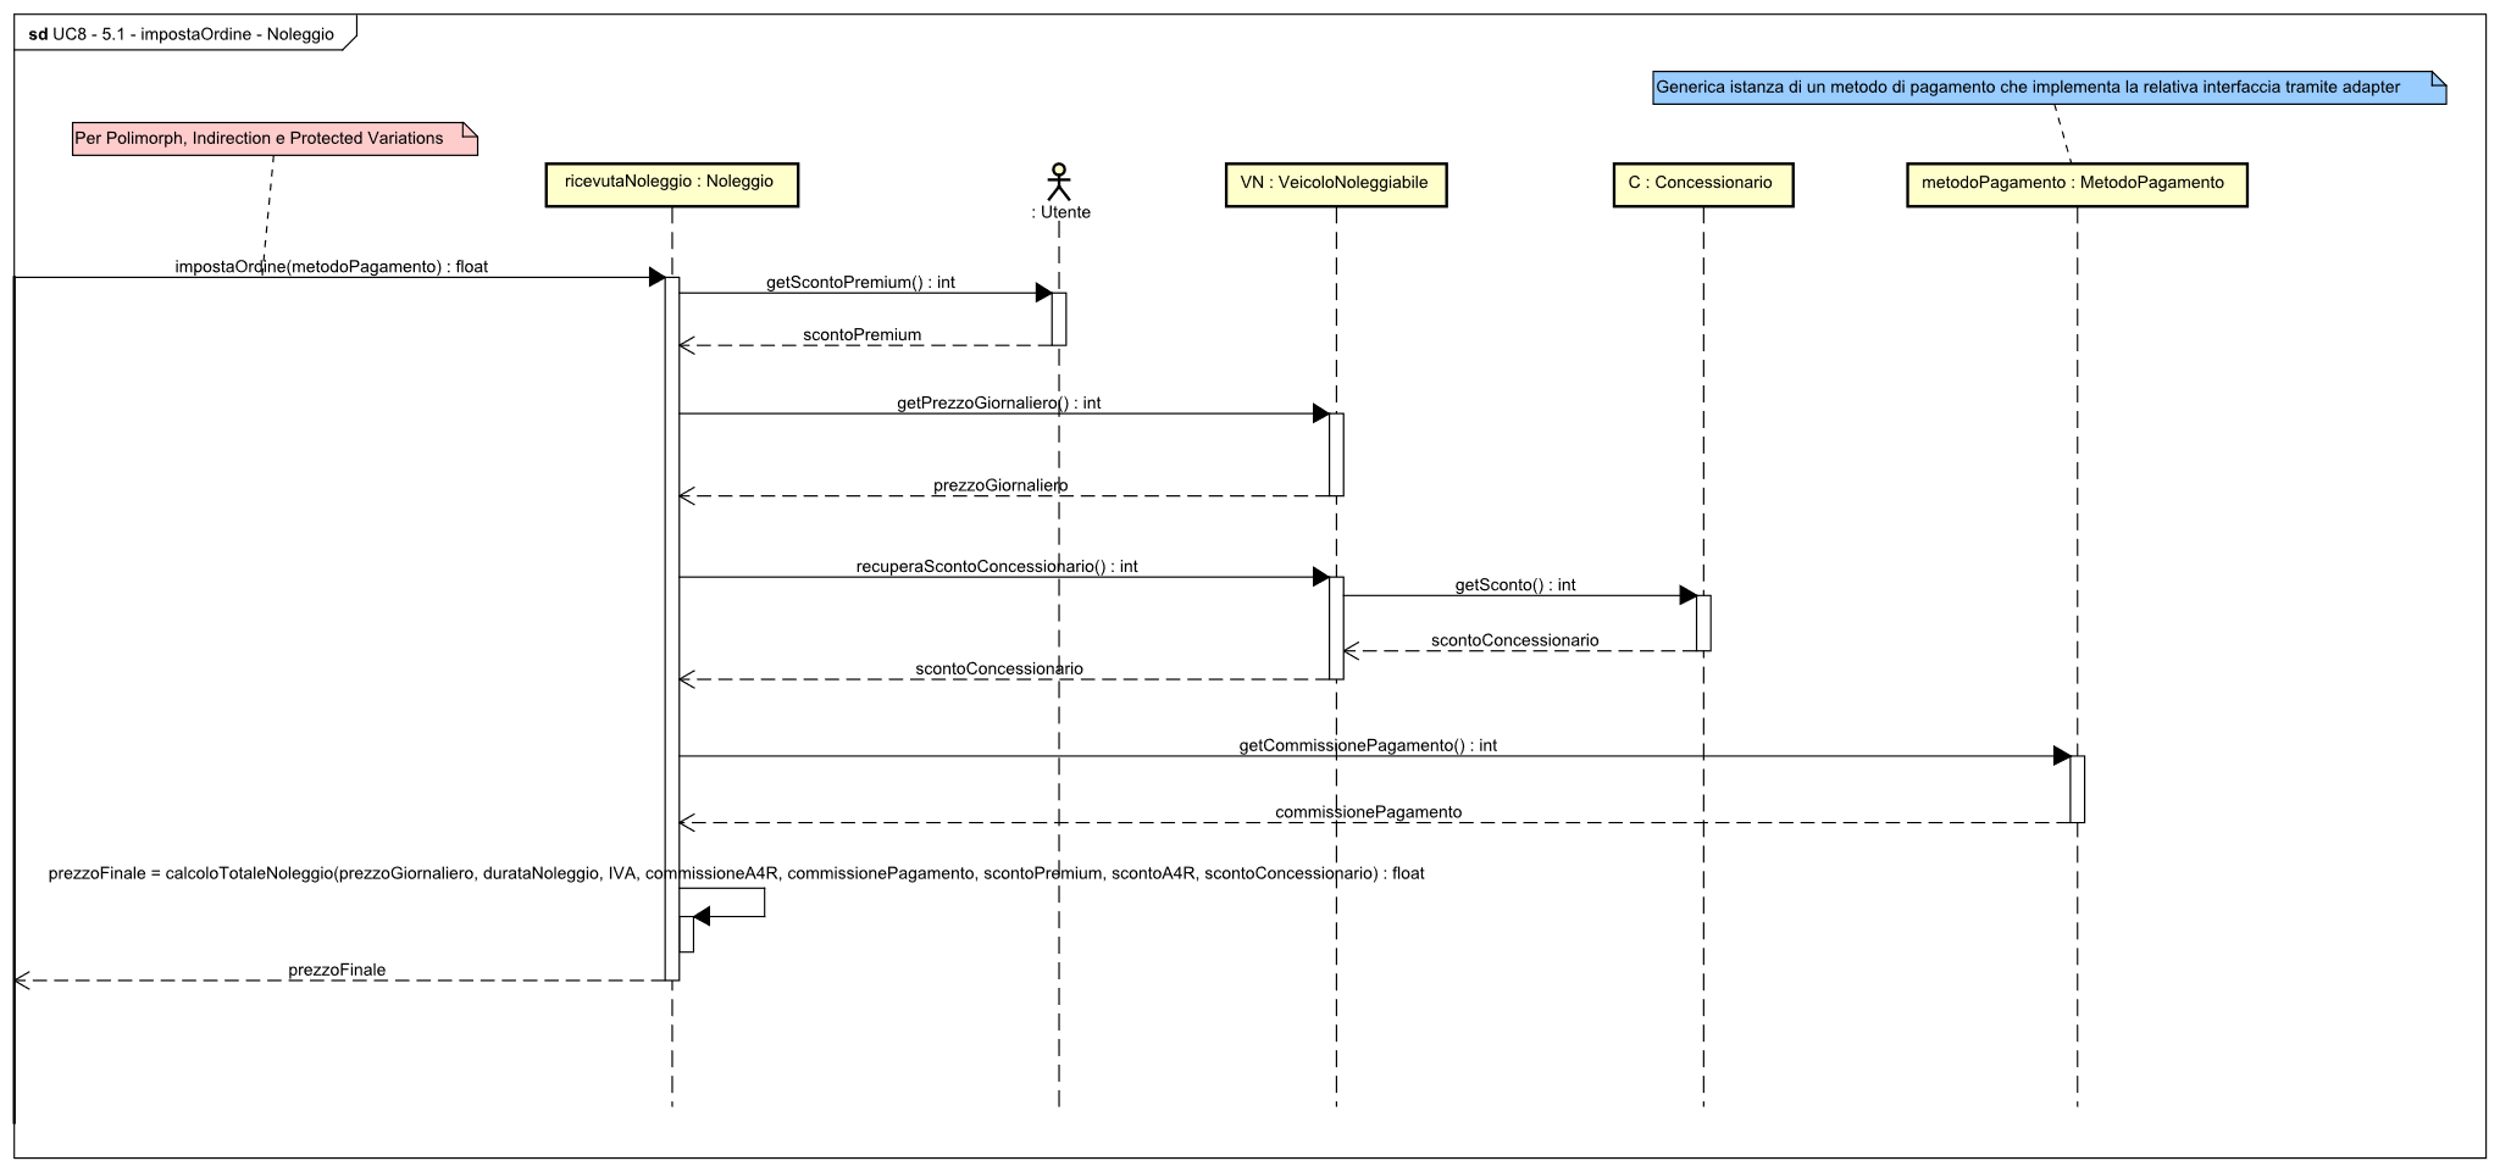 sd UC8 - 5.1 - impostaOrdine - Noleggio
Generica istanza di un metodo di pagamento che implementa la relativa interfaccia tramite adapter
Per Polimorph, Indirection e Protected Variations
ricevutaNoleggio : Noleggio
: Utente
VN : VeicoloNoleggiabile
C : Concessionario
metodoPagamento : MetodoPagamento
impostaOrdine(metodoPagamento) : float
getScontoPremium() : int
scontoPremium
getPrezzoGiornaliero() : int
prezzoGiornaliero
recuperaScontoConcessionario() : int
getSconto() : int
scontoConcessionario
scontoConcessionario
getCommissionePagamento() : int
commissionePagamento
prezzoFinale = calcoloTotaleNoleggio(prezzoGiornaliero, durataNoleggio, IVA, commissioneA4R, commissionePagamento, scontoPremium, scontoA4R, scontoConcessionario) : float
prezzoFinale